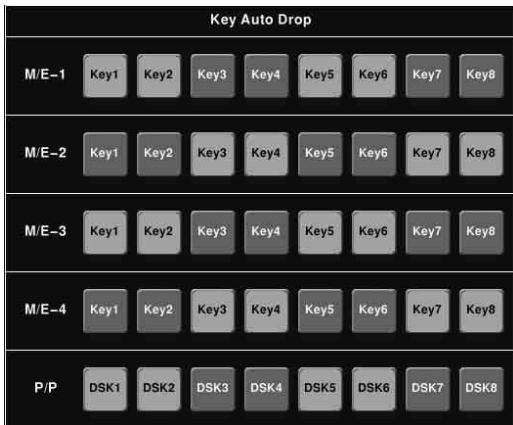 Key Auto Drop
M/E–1 Key1 Key2 Key3 Key4 Key5 Key6 Key7 Key8
M/E–2 Key1 Key2 Key3 Key4 Key5 Key6 Key7 Key8
M/E–3 Key1 Key2 Key3 Key4 Key5 Key6 Key7 Key8
M/E–4 Key1 Key2 Key3 Key4 Key5 Key6 Key7 Key8
P/P DSK1 DSK2 DSK3 DSK4 DSK5 DSK6 DSK7 DSK8